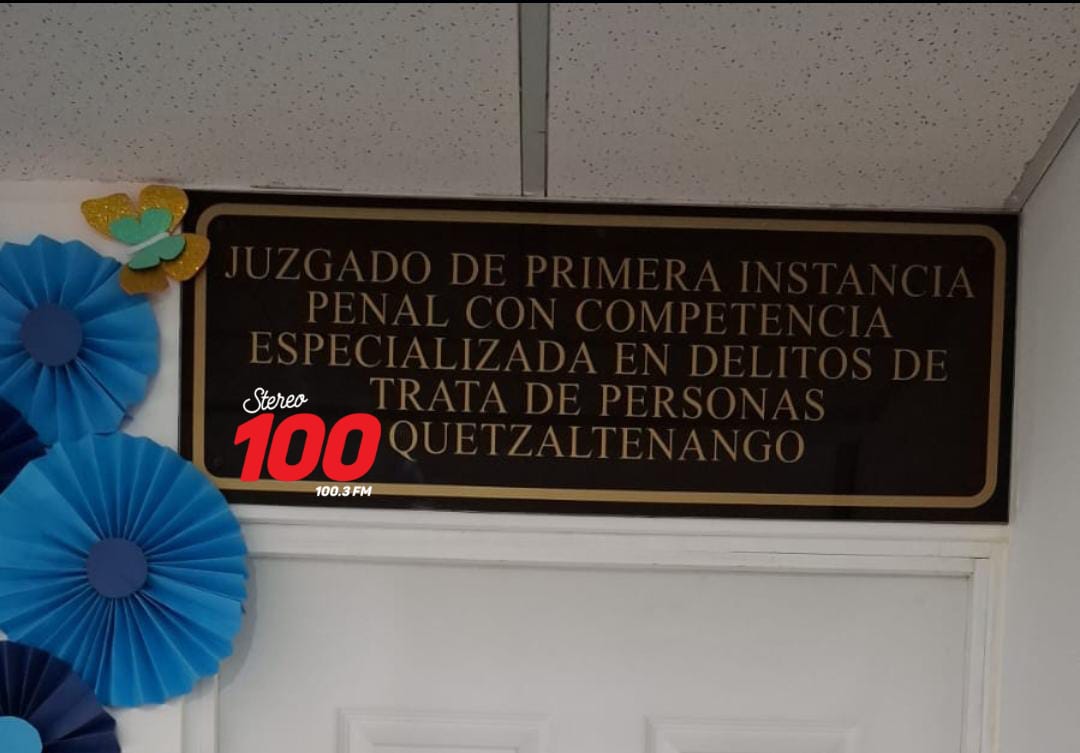 JUZGADO DE PRIMERA INSTANCIA
PENAL CON COMPETENCIA
ESPECIALIZADA EN DELITOS DE
TRATA DE PERSONAS
QUETZALTENANGO
Stereo
100
100.3 FM